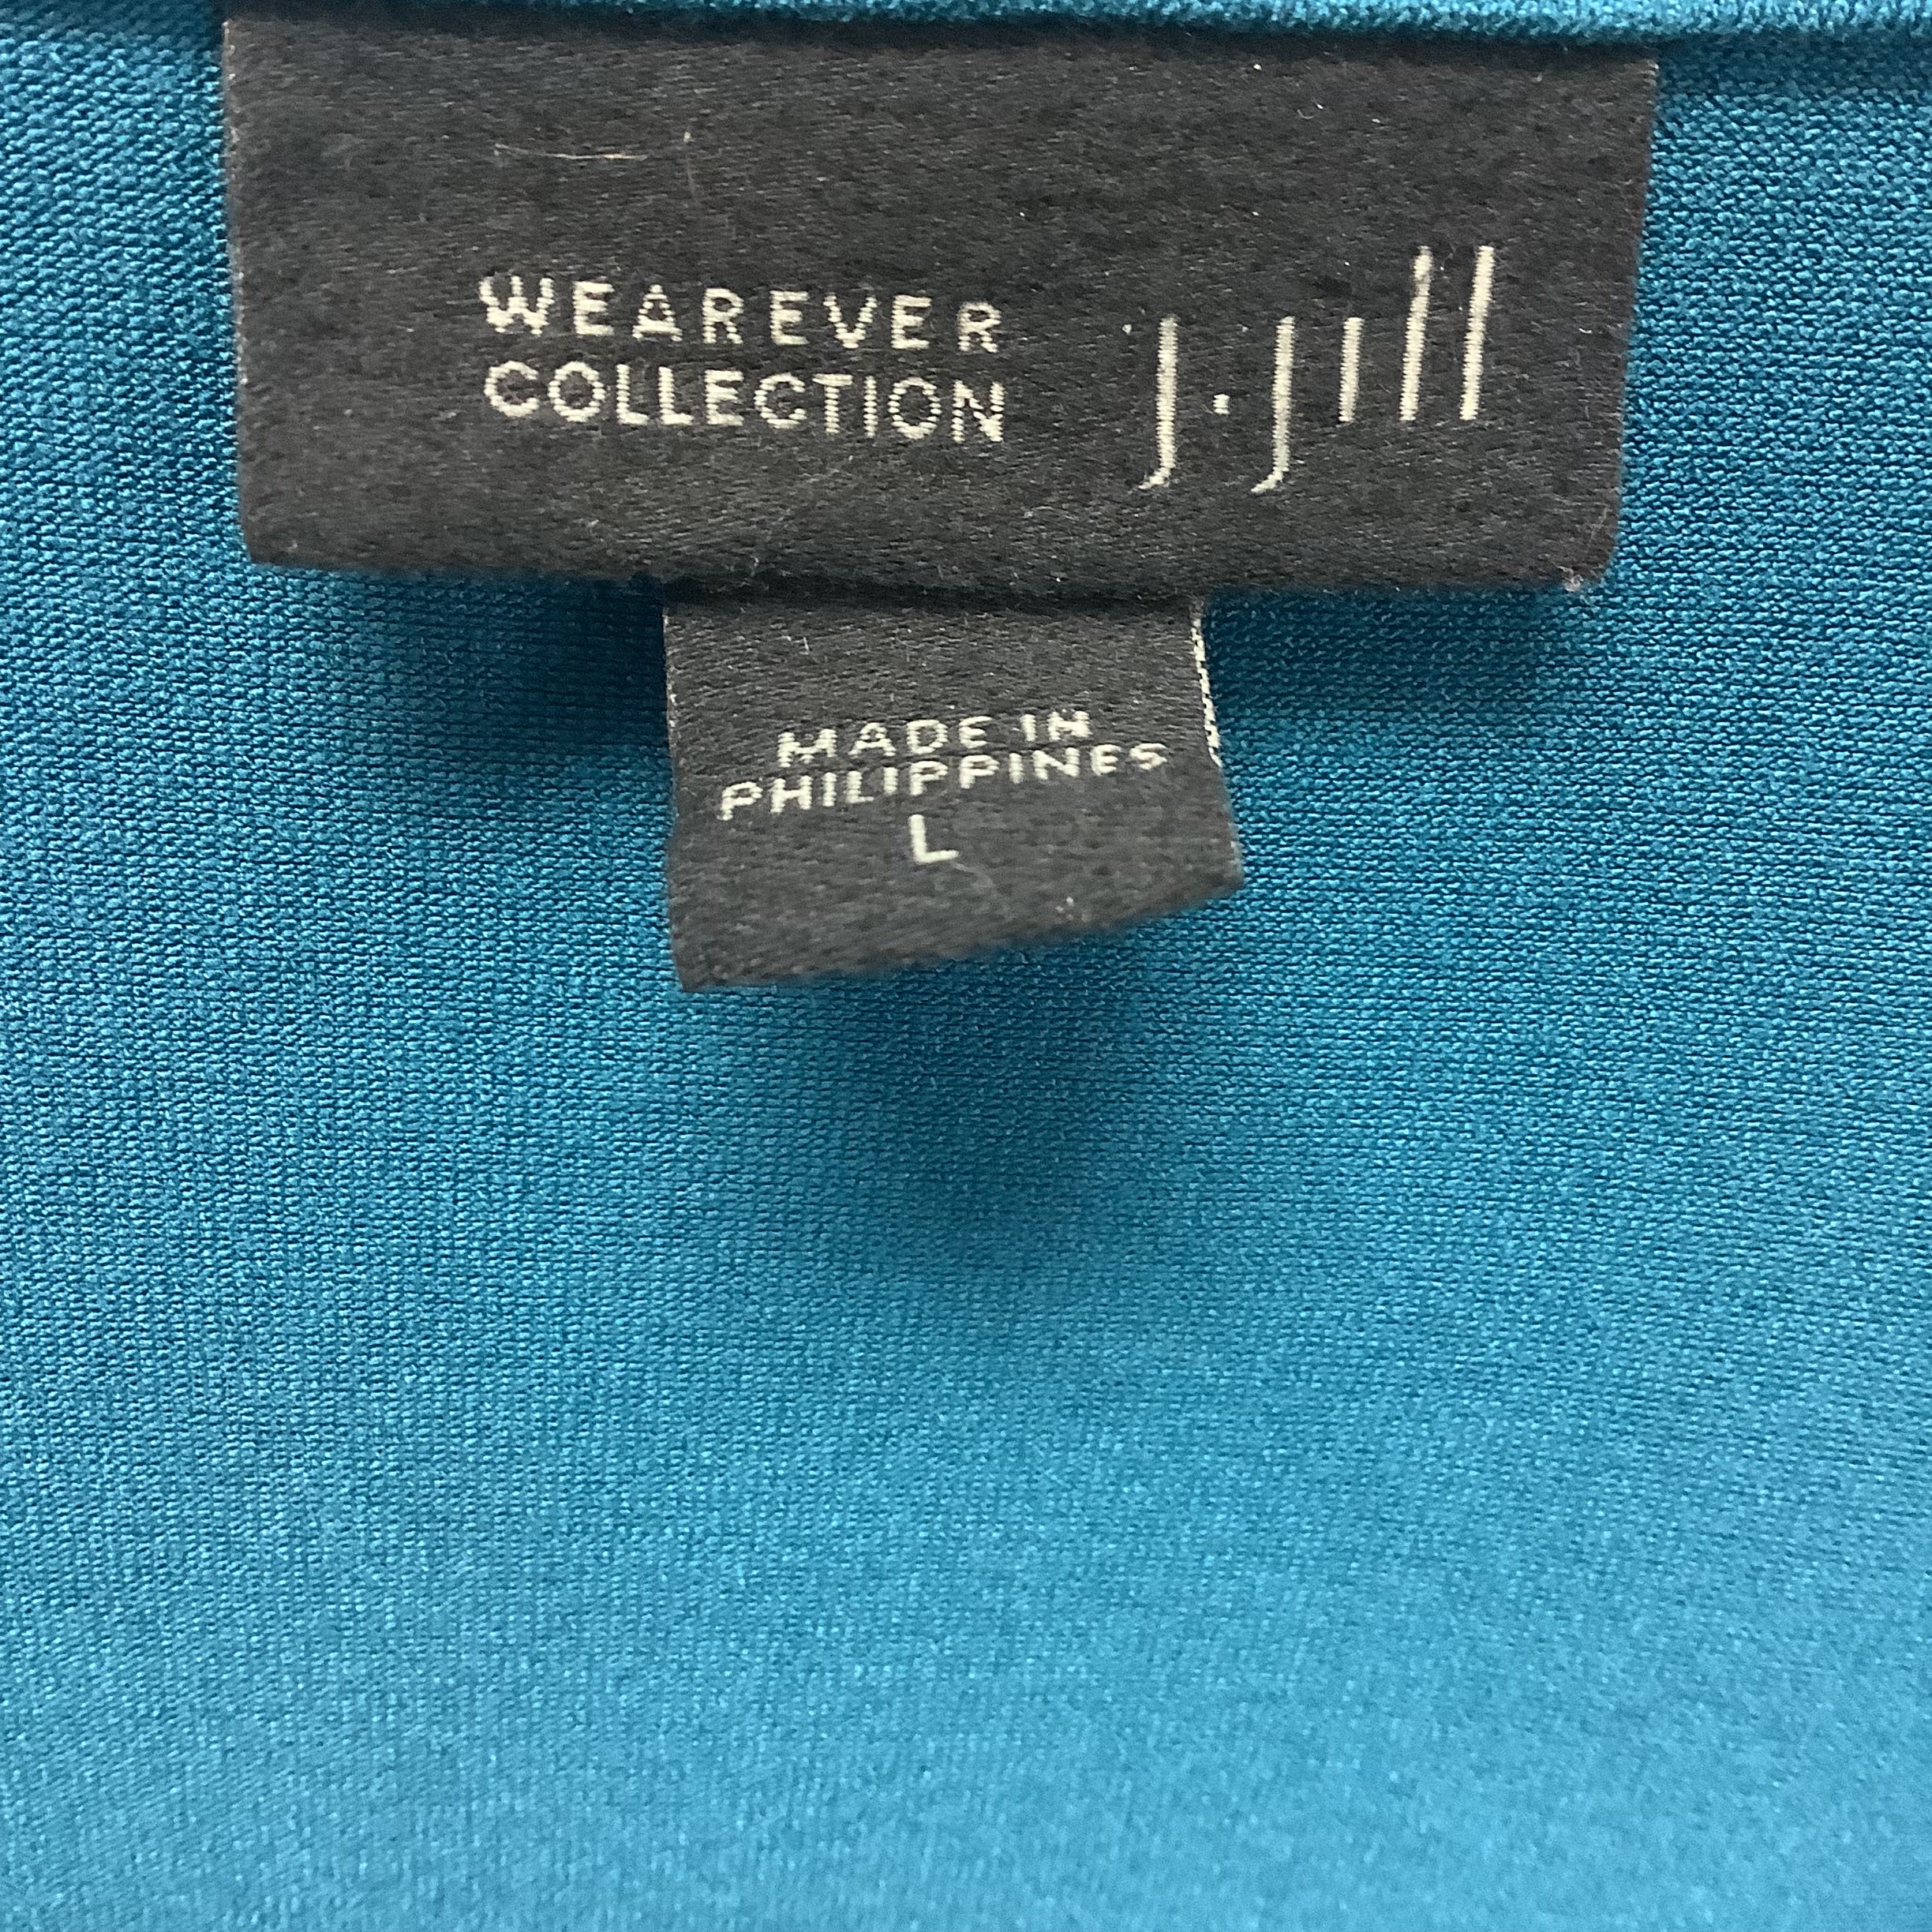 WEAREVER
COLLECTION
J.Jill
MADE IN
PHILIPPINES
L